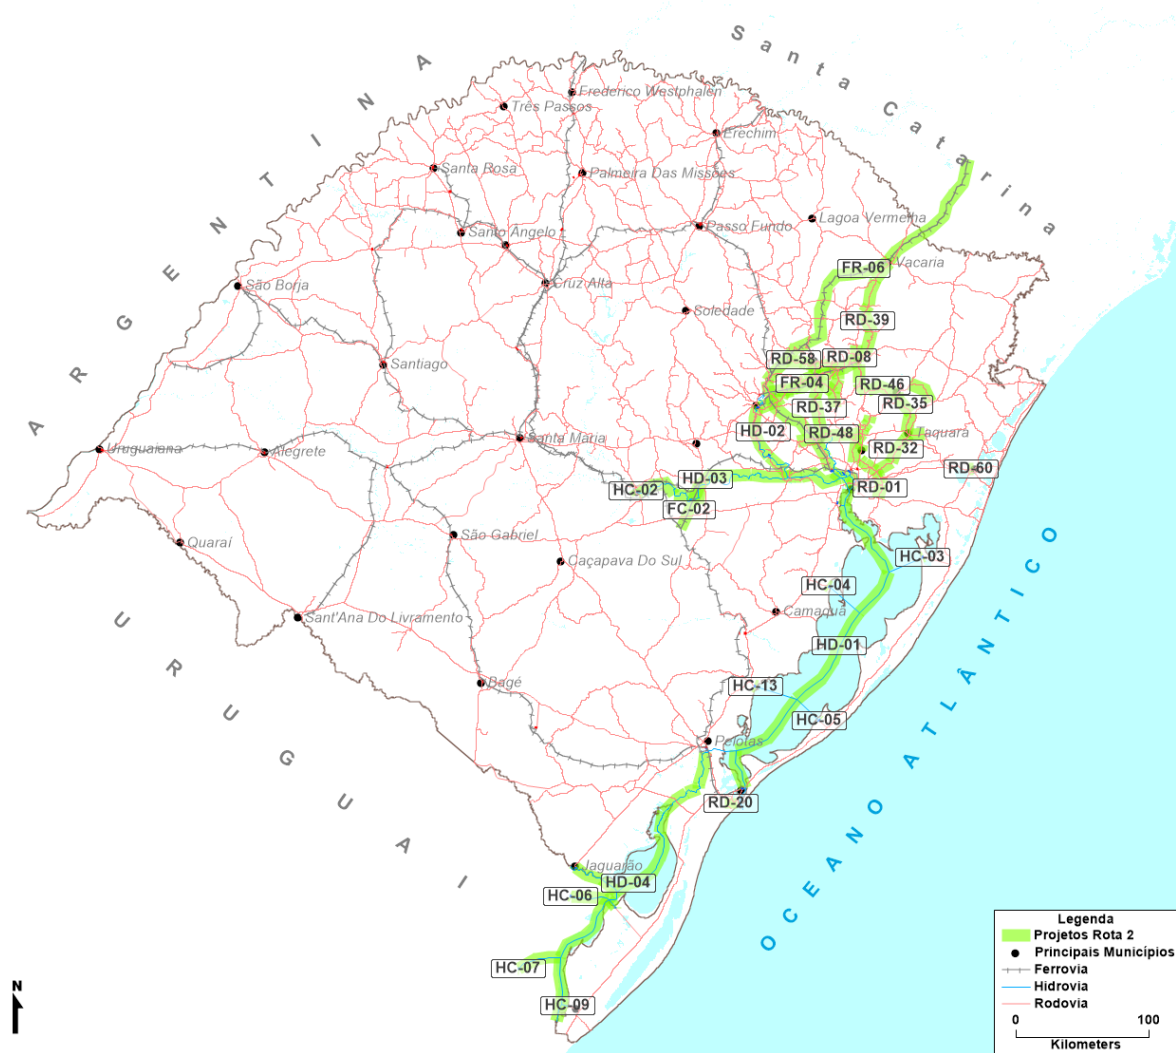 Santa Catarina
ARGENTINA
Frederico Westphalen
Três Passos
Erechim
Santa Rosa
Palmeira Das Missões
Lagoa Vermelha
Passo Fundo
Santo Angelo
Vacaria
FR-06
São Borja
Cruz Alta
Soledade
RD-39
RD-58
RD-08
Santiago
FR-04
RD-46
RD-37
RD-35
HD-02
RD-48
Taquara
Santa Maria
Uruguaiana
Alegrete
RD-32
RD-60
HD-03
HC-02
RD-01
FC-02
São Gabriel
Quaraí
Caçapava Do Sul
HC-03
HC-04
Camaquã
Sant'Ana Do Livramento
HD-01
Bagé
HC-13
HC-05
Pelotas
RD-20
URUGUAI
OCEANO ATLÂNTICO
Jaguarão
HD-04
HC-06
HC-07
HC-09
N
Legenda
Projetos Rota 2
Principais Municípios
Ferrovia
Hidrovia
Rodovia
0 100
Kilometers